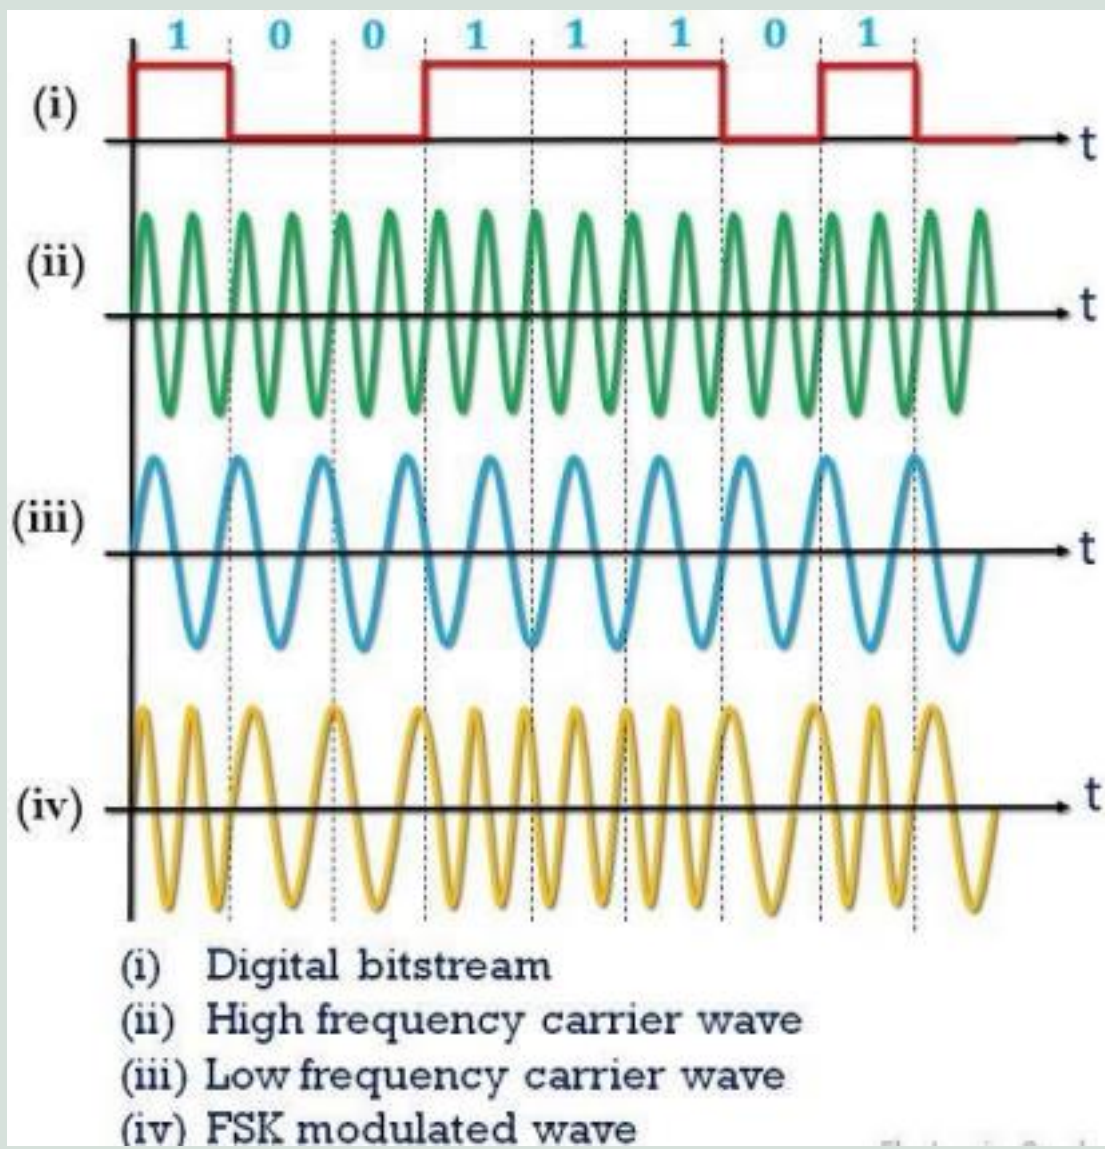 1 0 0 1 1 1 0 1
(i)
t
(ii)
t
(iii)
t
(iv)
t
(i) Digital bitstream
(ii) High frequency carrier wave
(iii) Low frequency carrier wave
(iv) FSK modulated wave